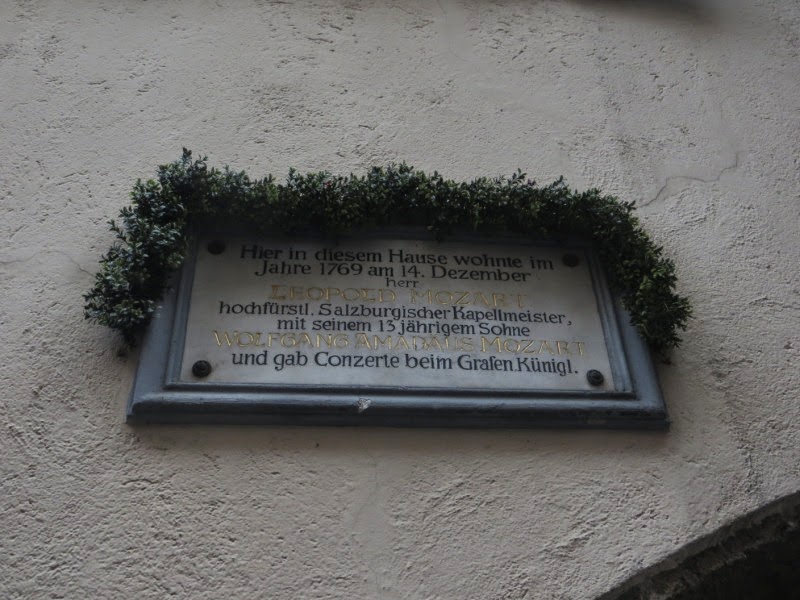 Hier in diesem Hause wohnte im
Jahre 1769 am 14. Dezember
herr
LEOPOLD MOZART
hochfürstl. Salzburgischer Kapellmeister,
mit seinem 13 jährigem Sohne
WOLFGANG AMADÄUS MOZART
und gab Conzerte beim Grafen Künigl.